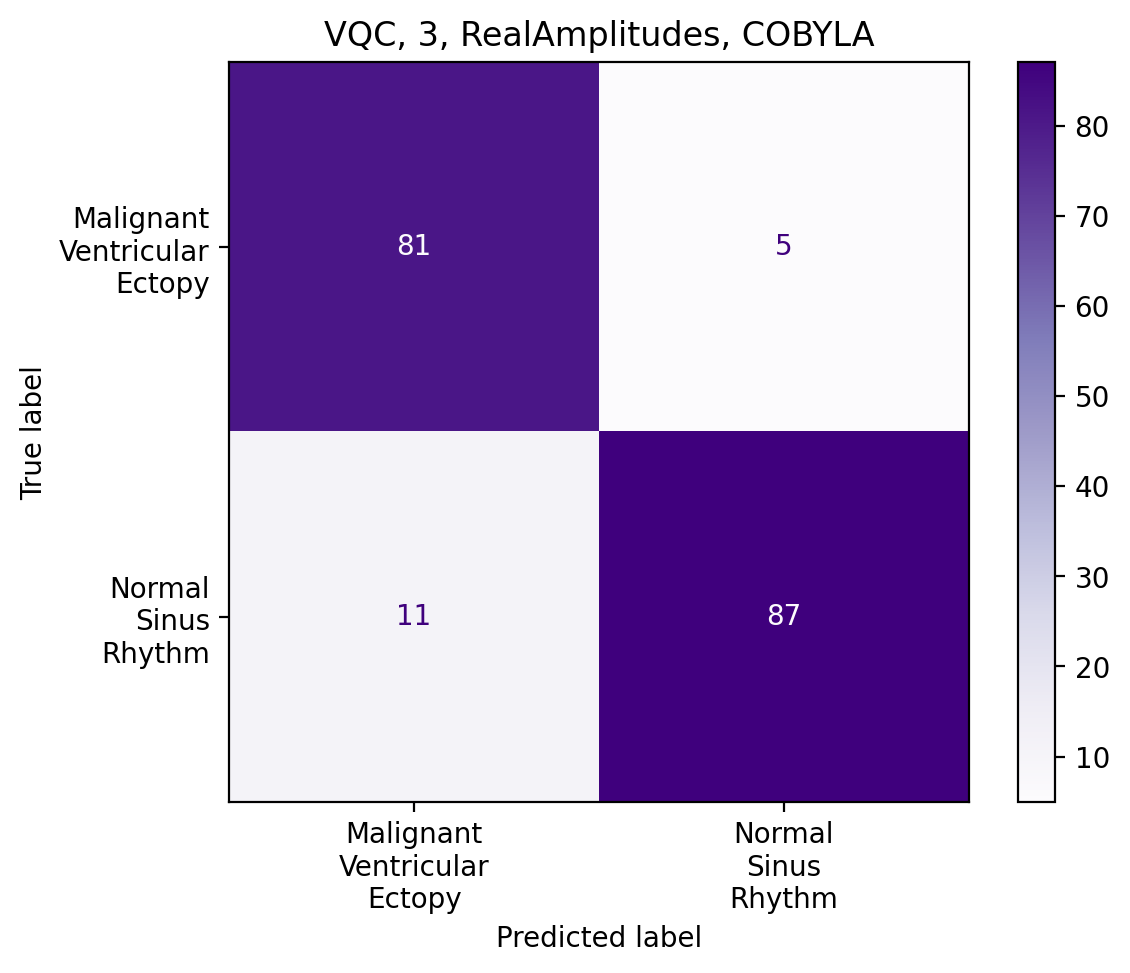 VQC, 3, RealAmplitudes, COBYLA
True label
Malignant
Ventricular
Ectopy
81
5
Normal
Sinus
Rhythm
11
87
Malignant
Ventricular
Ectopy
Normal
Sinus
Rhythm
Predicted label
80
70
60
50
40
30
20
10